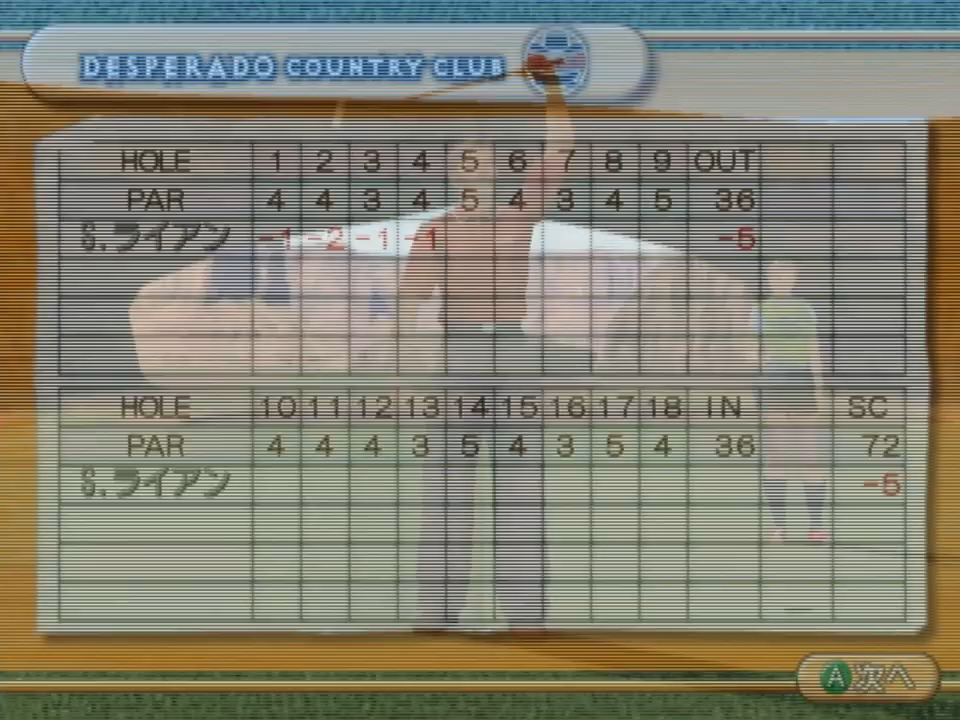 DESPERADO COUNTRY CLUB
HOLE 1 2 3 4 5 6 7 8 9 OUT
PAR 4 4 3 4 5 4 3 4 5 36
S.ライアン -1 -2 -1 -1 -5
HOLE 10 11 12 13 14 15 16 17 18 IN SC
PAR 4 4 4 3 5 4 3 5 4 36 72
S.ライアン -5
A 次へ